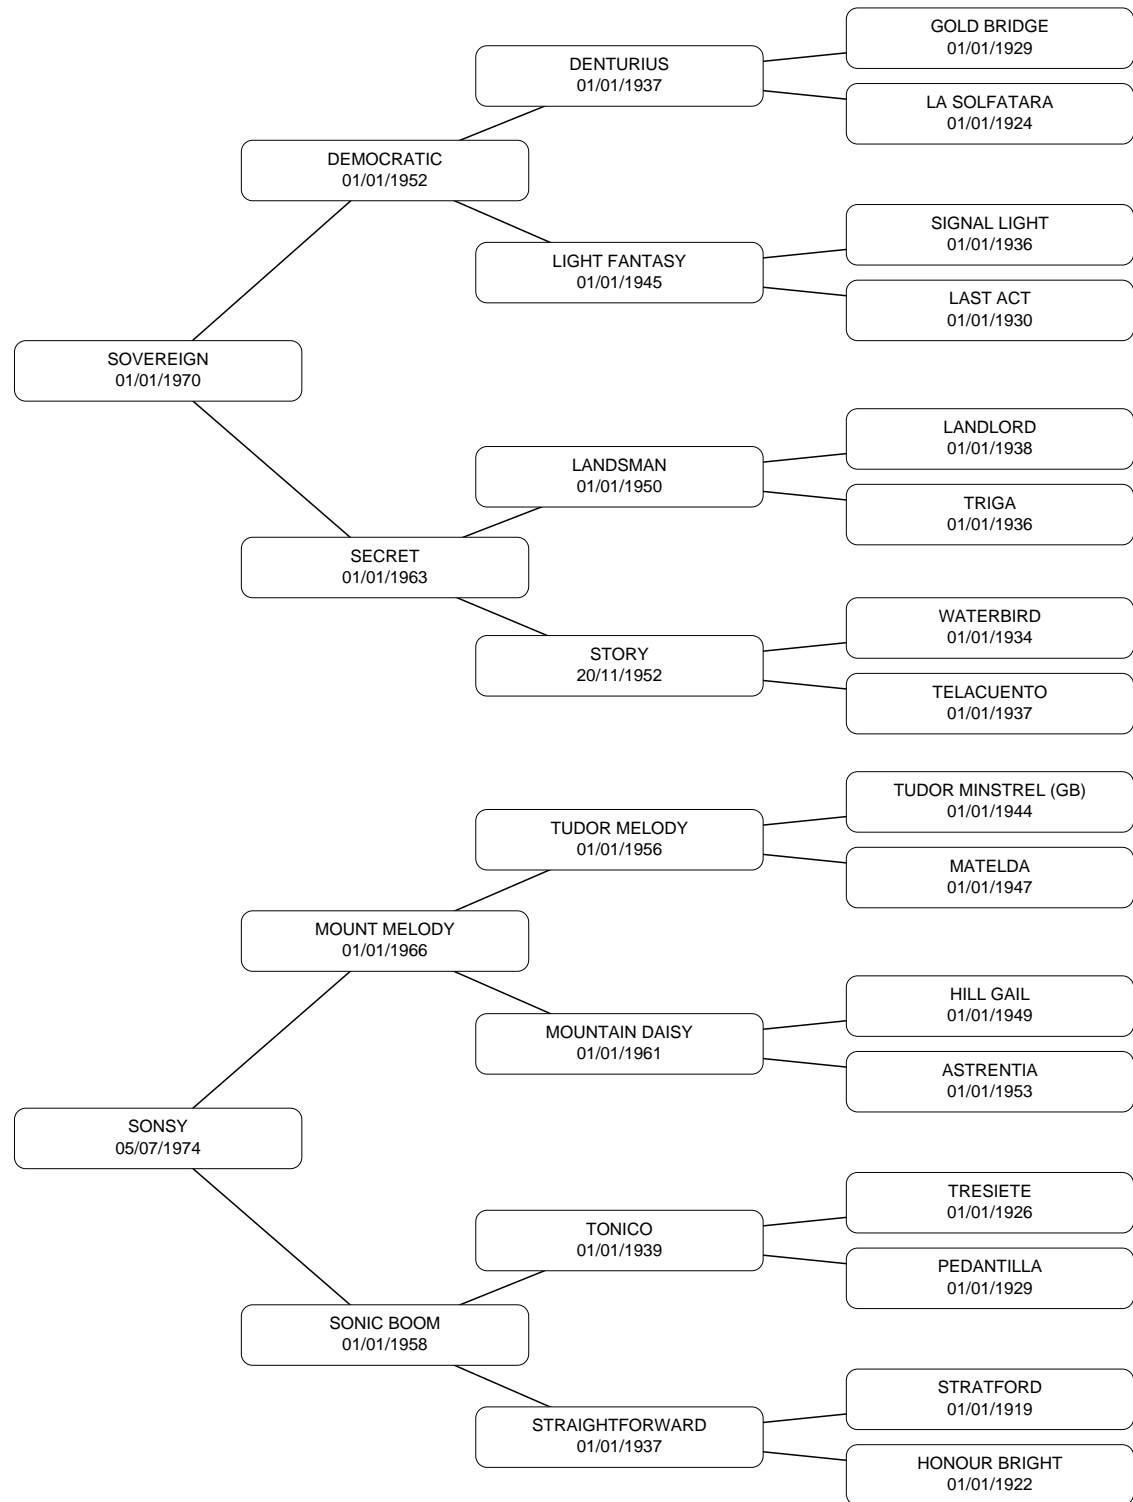 GOLD BRIDGE
01/01/1929
DENTURIUS
01/01/1937
LA SOLFATARA
01/01/1924
DEMOCRATIC
01/01/1952
SIGNAL LIGHT
01/01/1936
LIGHT FANTASY
01/01/1945
LAST ACT
01/01/1930
SOVEREIGN
01/01/1970
LANDLORD
01/01/1938
LANDSMAN
01/01/1950
TRIGA
01/01/1936
SECRET
01/01/1963
WATERBIRD
01/01/1934
STORY
20/11/1952
TELACUENTO
01/01/1937
TUDOR MINSTREL (GB)
01/01/1944
TUDOR MELODY
01/01/1956
MATELDA
01/01/1947
MOUNT MELODY
01/01/1966
HILL GAIL
01/01/1949
MOUNTAIN DAISY
01/01/1961
ASTRENTIA
01/01/1953
SONSY
05/07/1974
TRESIETE
01/01/1926
TONICO
01/01/1939
PEDANTILLA
01/01/1929
SONIC BOOM
01/01/1958
STRATFORD
01/01/1919
STRAIGHTFORWARD
01/01/1937
HONOUR BRIGHT
01/01/1922